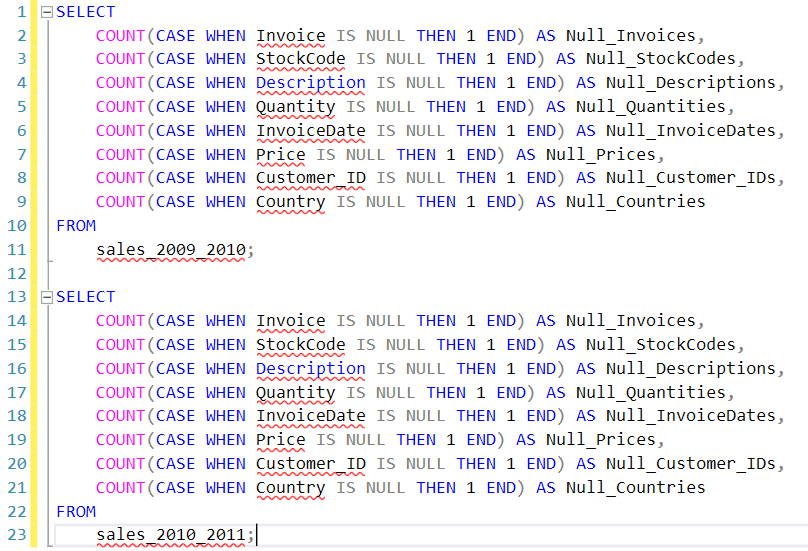 1 SELECT
2 COUNT(CASE WHEN Invoice IS NULL THEN 1 END) AS Null_Invoices,
3 COUNT(CASE WHEN StockCode IS NULL THEN 1 END) AS Null_StockCodes,
4 COUNT(CASE WHEN Description IS NULL THEN 1 END) AS Null_Descriptions,
5 COUNT(CASE WHEN Quantity IS NULL THEN 1 END) AS Null_Quantities,
6 COUNT(CASE WHEN InvoiceDate IS NULL THEN 1 END) AS Null_InvoiceDates,
7 COUNT(CASE WHEN Price IS NULL THEN 1 END) AS Null_Prices,
8 COUNT(CASE WHEN Customer_ID IS NULL THEN 1 END) AS Null_Customer_IDs,
9 COUNT(CASE WHEN Country IS NULL THEN 1 END) AS Null_Countries
10 FROM
11 sales_2009_2010;
12
13 SELECT
14 COUNT(CASE WHEN Invoice IS NULL THEN 1 END) AS Null_Invoices,
15 COUNT(CASE WHEN StockCode IS NULL THEN 1 END) AS Null_StockCodes,
16 COUNT(CASE WHEN Description IS NULL THEN 1 END) AS Null_Descriptions,
17 COUNT(CASE WHEN Quantity IS NULL THEN 1 END) AS Null_Quantities,
18 COUNT(CASE WHEN InvoiceDate IS NULL THEN 1 END) AS Null_InvoiceDates,
19 COUNT(CASE WHEN Price IS NULL THEN 1 END) AS Null_Prices,
20 COUNT(CASE WHEN Customer_ID IS NULL THEN 1 END) AS Null_Customer_IDs,
21 COUNT(CASE WHEN Country IS NULL THEN 1 END) AS Null_Countries
22 FROM
23 sales_2010_2011;